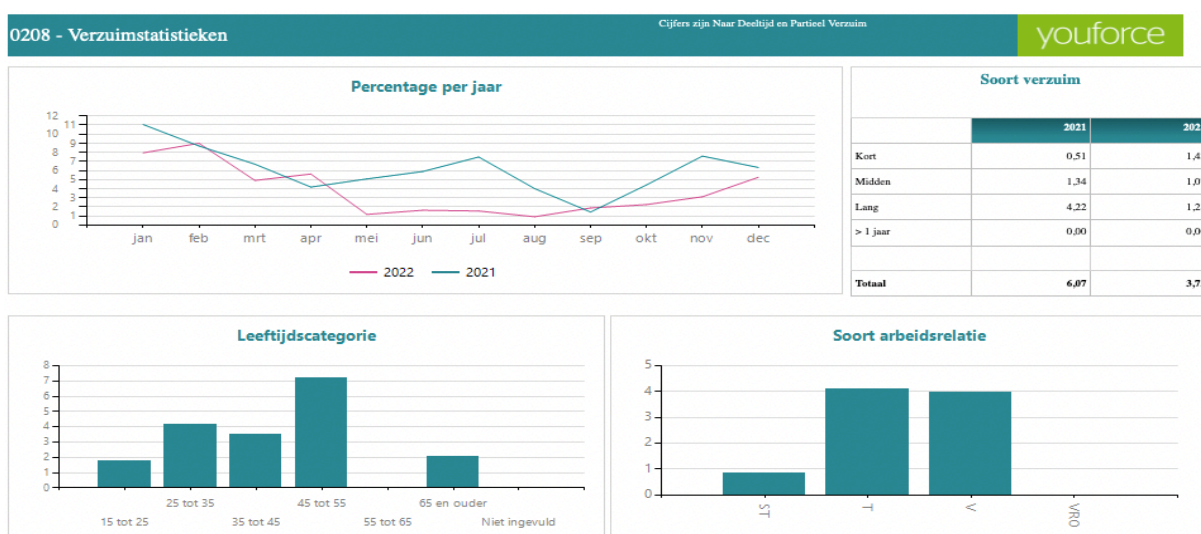 0208 - Verzuimstatistieken
Cijfers zijn Naar Deeltijd en Partieel Verzuim
youforce
Percentage per jaar
12
11
10
9
8
7
6
5
4
3
2
1
0
jan feb mrt apr mei jun jul aug sep okt nov dec
2022 2021
Soort verzuim
2021 202
Kort 0,51 1,4
Midden 1,34 1,0
Lang 4,22 1,2
> 1 jaar 0,00 0,0
Totaal 6,07 3,7
Leeftijdscategorie
8
7
6
5
4
3
2
1
0
25 tot 35 45 tot 55 65 en ouder
15 tot 25 35 tot 45 55 tot 65 Niet ingevuld
Soort arbeidsrelatie
5
4
3
2
1
0
ST T V VR0